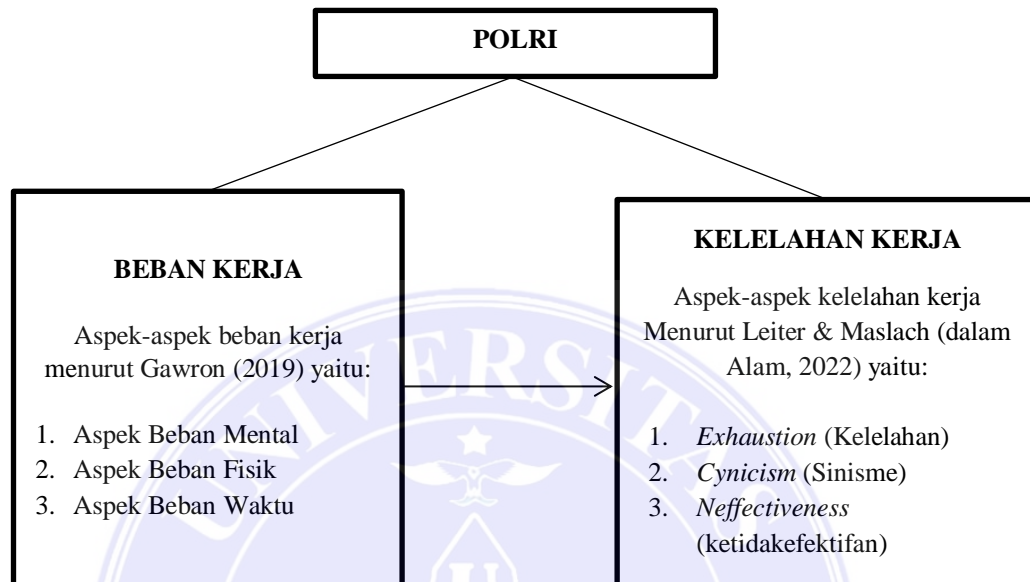 POLRI
BEBAN KERJA
Aspek-aspek beban kerja
menurut Gawron (2019) yaitu:
1. Aspek Beban Mental
2. Aspek Beban Fisik
3. Aspek Beban Waktu
KELELAHAN KERJA
Aspek-aspek kelelahan kerja
Menurut Leiter & Maslach (dalam
Alam, 2022) yaitu:
1. Exhaustion (Kelelahan)
2. Cynicism (Sinisme)
3. Neffectiveness
(ketidakefektifan)
UNIVERSITAS
U